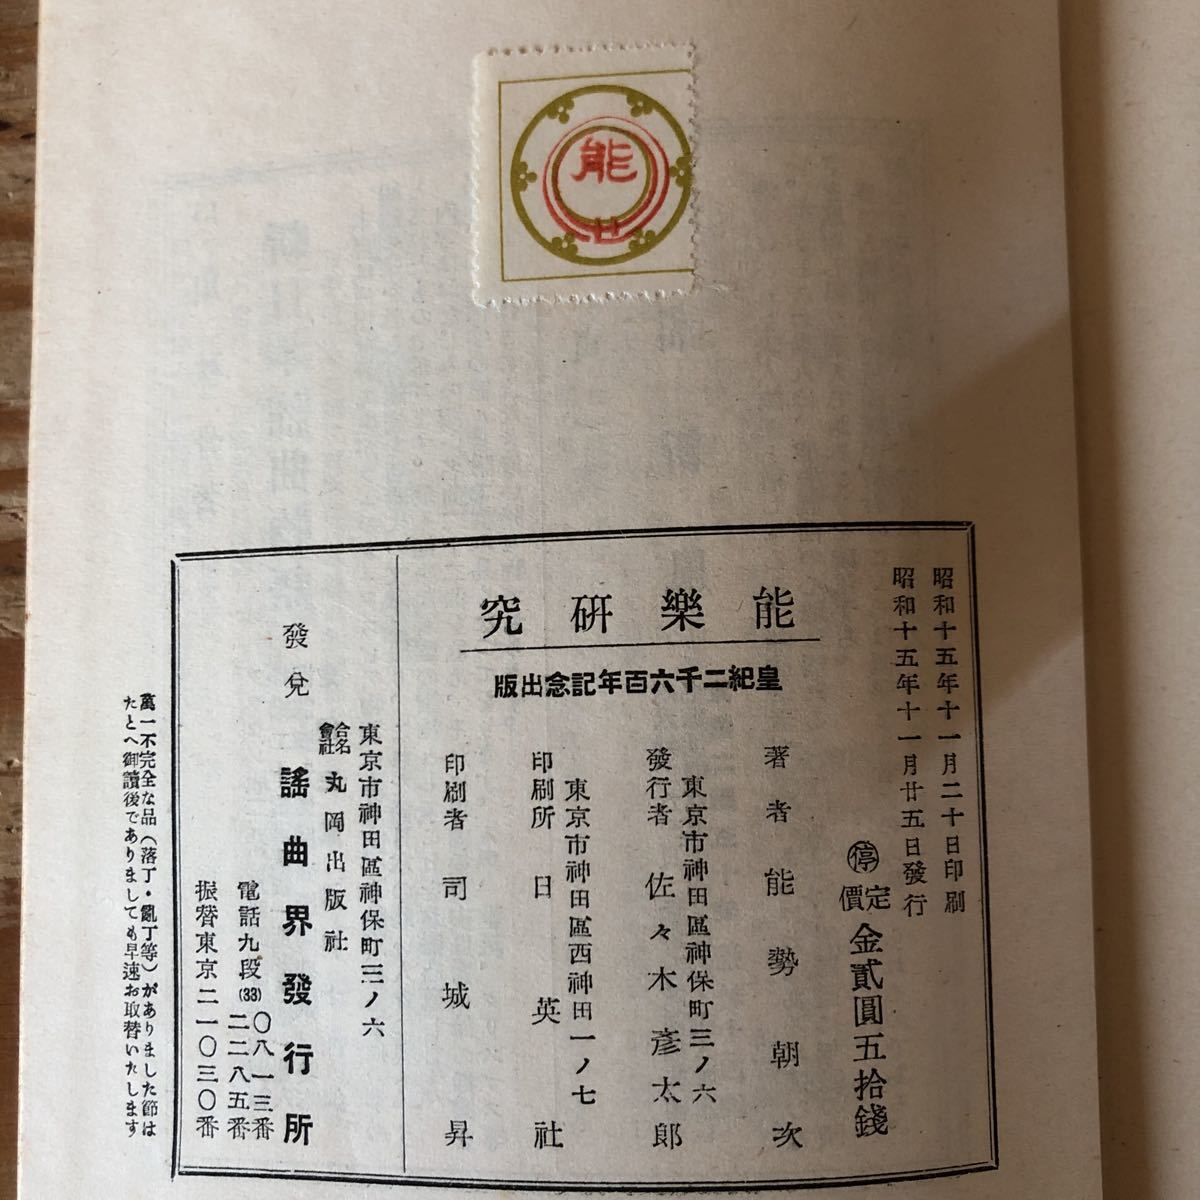 能
廿
昭和十五年十一月二十日印刷
昭和十五年十一月廿五日發行
停 定價 金貳圓五拾錢
能樂研究
皇紀二千六百年記念出版
著者 能勢朝次
東京市神田區神保町三ノ六
發行者 佐々木彥太郎
東京市神田區西神田一ノ七
印刷所 日英社
印刷者 司城昇
東京市神田區神保町三ノ六
合名會社 丸岡出版社
發兌 謠曲界發行所
電話九段(33) 〇八一三番 二二八五番
振替東京二一〇三〇番
萬一不完全な品(落丁・亂丁等)がありました節は
たとへ御讀後でありましても早速お取替いたします